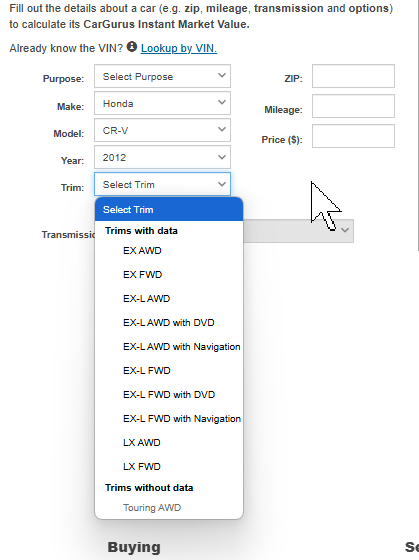 Fill out the details about a car (e.g. zip, mileage, transmission and options)
to calculate its CarGurus Instant Market Value.
Already know the VIN? Lookup by VIN.
Purpose: Select Purpose
ZIP:
Make: Honda
Mileage:
Model: CR-V
Price ($):
Year: 2012
Trim: Select Trim
Select Trim
Trims with data
Transmissio
EX AWD
EX FWD
EX-L AWD
EX-L AWD with DVD
EX-L AWD with Navigation
EX-L FWD
EX-L FWD with DVD
EX-L FWD with Navigation
LX AWD
LX FWD
Trims without data
Touring AWD
Buying
Se